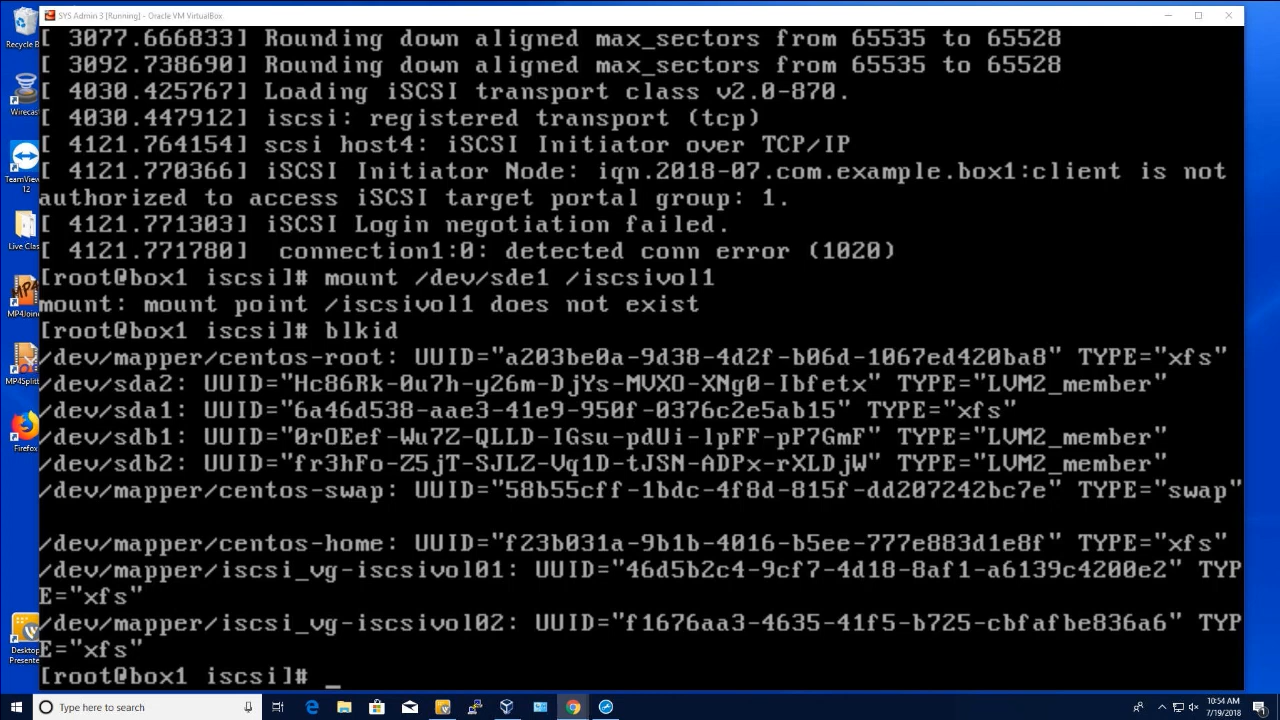 SYS Admin 3 [Running] - Oracle VM VirtualBox
[ 3077.666833] Rounding down aligned max_sectors from 65535 to 65528
[ 3092.738690] Rounding down aligned max_sectors from 65535 to 65528
[ 4030.425767] Loading iSCSI transport class v2.0-870.
[ 4030.447912] iscsi: registered transport (tcp)
[ 4121.764154] scsi host4: iSCSI Initiator over TCP/IP
[ 4121.770366] iSCSI Initiator Node: iqn.2018-07.com.example.box1:client is not
authorized to access iSCSI target portal group: 1.
[ 4121.771303] iSCSI Login negotiation failed.
[ 4121.771780]  connection1:0: detected conn error (1020)
[root@box1 iscsi]# mount /dev/sde1 /iscsivol1
mount: mount point /iscsivol1 does not exist
[root@box1 iscsi]# blkid
/dev/mapper/centos-root: UUID="a203be0a-9d38-4d2f-b06d-1067ed420ba8" TYPE="xfs"
/dev/sda2: UUID="Hc86Rk-0u7h-y26m-DjYs-MVXO-XNg0-Ibfetx" TYPE="LVM2_member"
/dev/sda1: UUID="6a46d538-aae3-41e9-950f-0376c2e5ab15" TYPE="xfs"
/dev/sdb1: UUID="0rOEef-Wu7Z-QLLD-IGsu-pdUi-lpFF-pP7GmF" TYPE="LVM2_member"
/dev/sdb2: UUID="fr3hFo-Z5jT-SJLZ-Vq1D-tJSN-ADPx-rXLDjW" TYPE="LVM2_member"
/dev/mapper/centos-swap: UUID="58b55cff-1bdc-4f8d-815f-dd207242bc7e" TYPE="swap"
/dev/mapper/centos-home: UUID="f23b031a-9b1b-4016-b5ee-777e883d1e8f" TYPE="xfs"
/dev/mapper/iscsi_vg-iscsivol01: UUID="46d5b2c4-9cf7-4d18-8af1-a6139c4200e2" TYP
E="xfs"
/dev/mapper/iscsi_vg-iscsivol02: UUID="f1676aa3-4635-41f5-b725-cbfafbe836a6" TYP
E="xfs"
[root@box1 iscsi]# _
Recycle B
Wirecas
TeamView
12
Live Clas
MP4Join
MP4Split
Firefox
Desktop
Presente
Type here to search
10:54 AM
7/19/2018